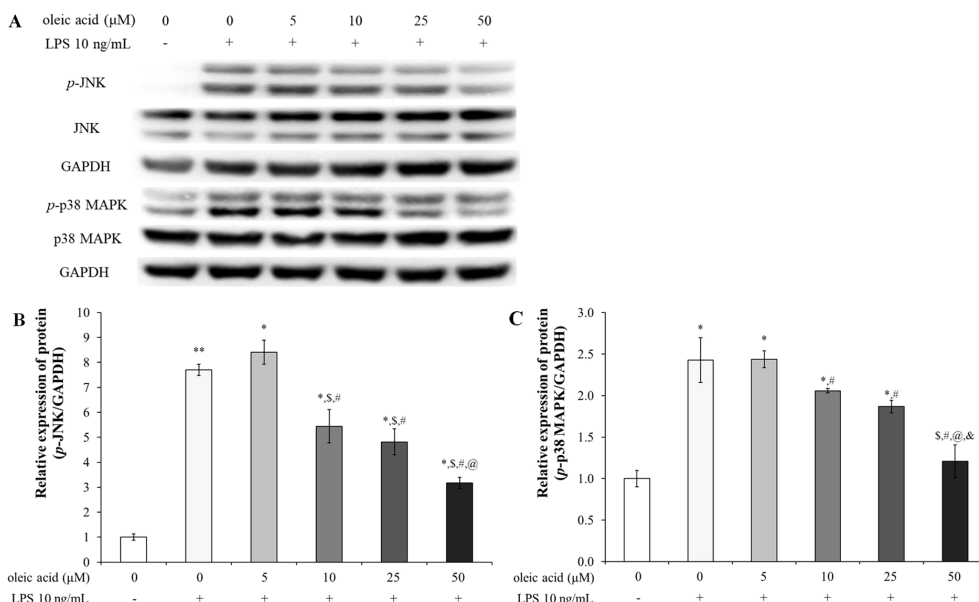 A
oleic acid (µM) 0 0 5 10 25 50
LPS 10 ng/mL - + + + + +
p-JNK
JNK
GAPDH
p-p38 MAPK
p38 MAPK
GAPDH
B
Relative expression of protein
(p-JNK/GAPDH)
10
9
8
7
6
5
4
3
2
1
0
** * *,$,# *,$,# *,$,#,@
oleic acid (µM) 0 0 5 10 25 50
LPS 10 ng/mL - + + + + +
C
Relative expression of protein
(p-p38 MAPK/GAPDH)
3.0
2.5
2.0
1.5
1.0
0.5
0.0
* * *,# *,# $,#,@,&
oleic acid (µM) 0 0 5 10 25 50
LPS 10 ng/mL - + + + + +